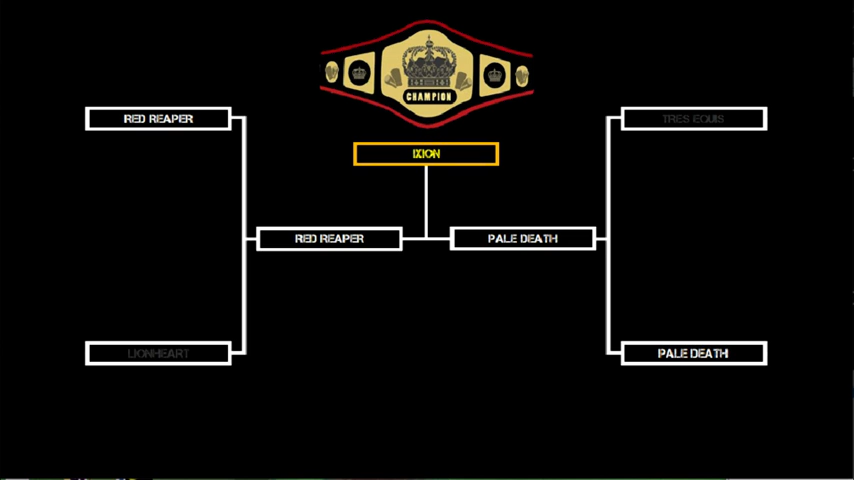 CHAMPION
RED REAPER
TRES EQUIS
IXION
RED REAPER
PALE DEATH
LIONHEART
PALE DEATH